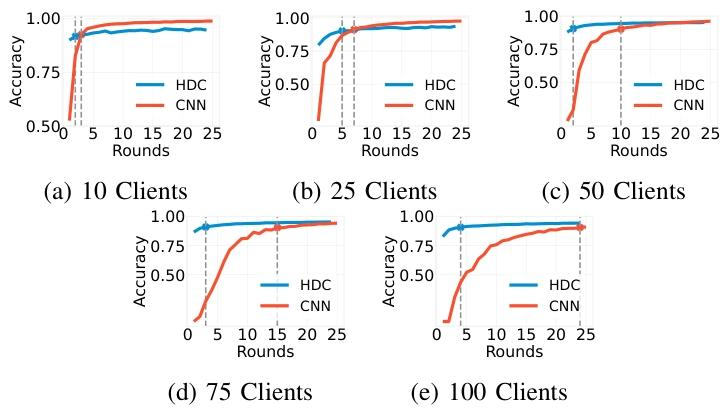 1.00
0.75
0.50
Accuracy
HDC
CNN
0 5 10 15 20 25
Rounds
(a) 10 Clients
1.00
0.75
0.50
Accuracy
HDC
CNN
0 5 10 15 20 25
Rounds
(b) 25 Clients
1.00
0.75
0.50
Accuracy
HDC
CNN
0 5 10 15 20 25
Rounds
(c) 50 Clients
1.00
0.75
0.50
Accuracy
HDC
CNN
0 5 10 15 20 25
Rounds
(d) 75 Clients
1.00
0.75
0.50
Accuracy
HDC
CNN
0 5 10 15 20 25
Rounds
(e) 100 Clients